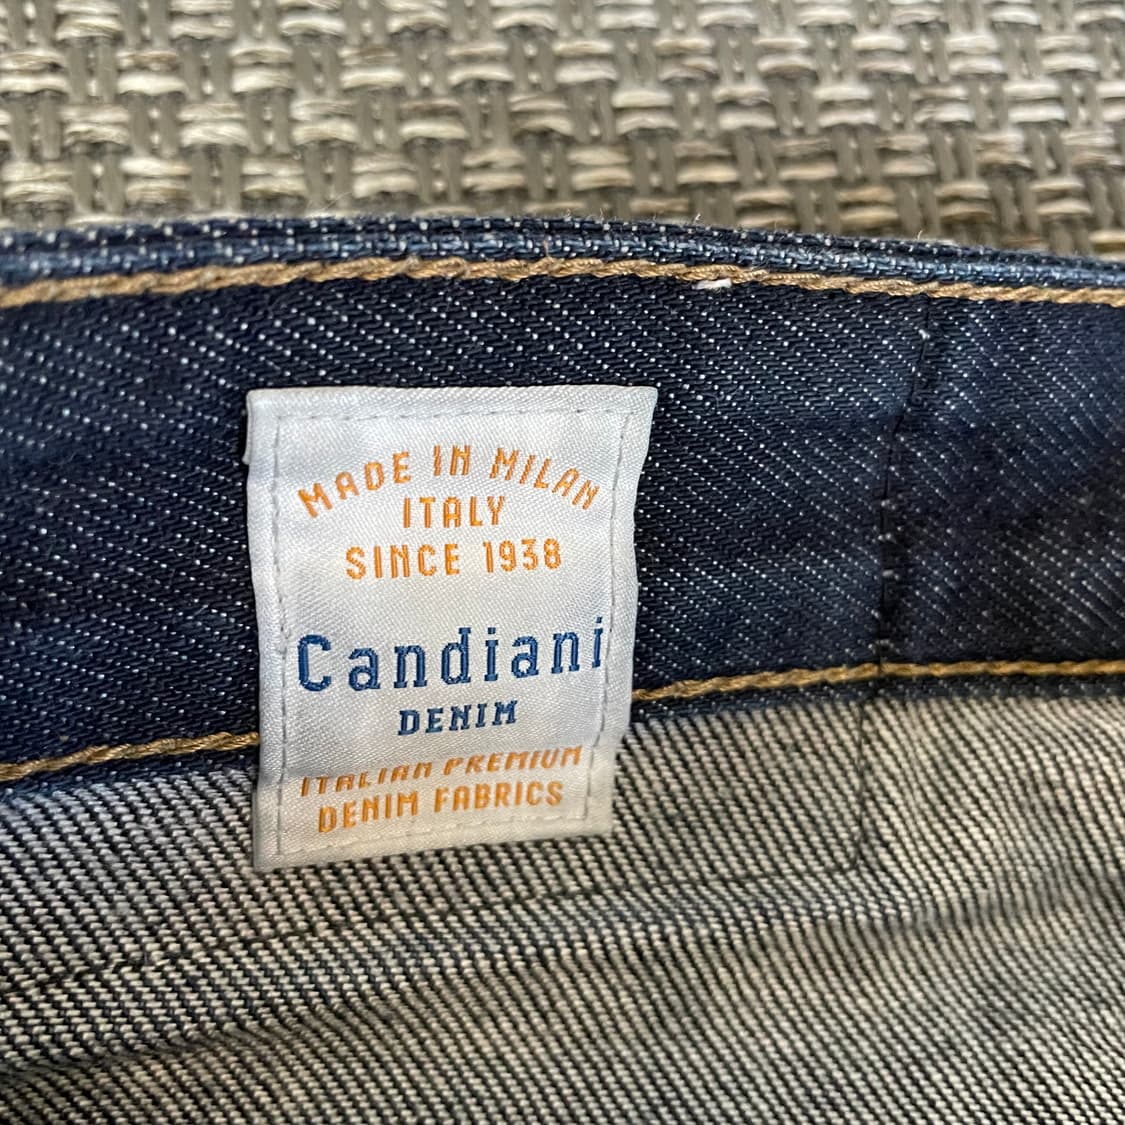 MADE IN MILAN
ITALY
SINCE 1938
Candiani
DENIM
ITALIAN PREMIUM
DENIM FABRICS